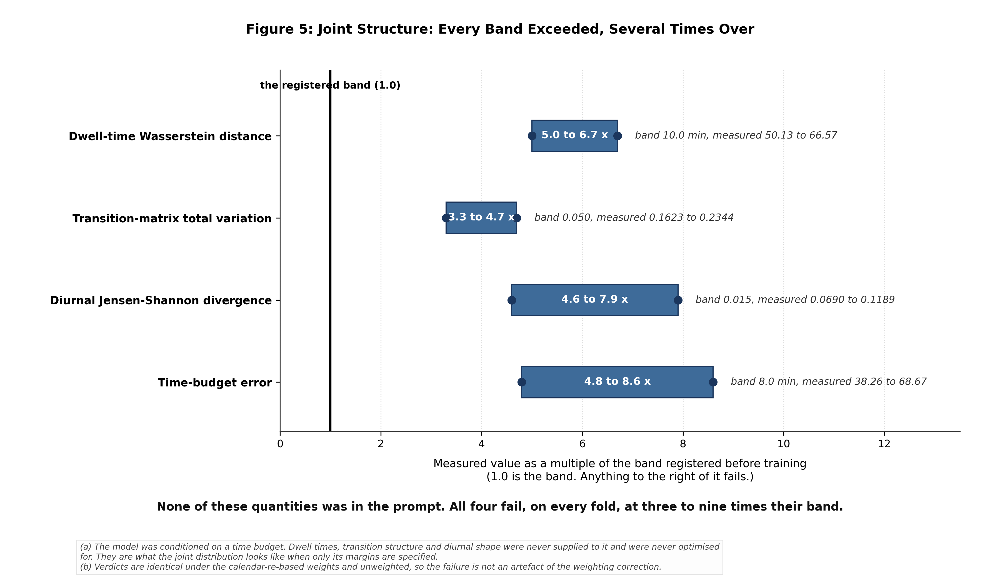 Figure 5: Joint Structure: Every Band Exceeded, Several Times Over
the registered band (1.0)
Dwell-time Wasserstein distance
5.0 to 6.7 x
band 10.0 min, measured 50.13 to 66.57
Transition-matrix total variation
3.3 to 4.7 x
band 0.050, measured 0.1623 to 0.2344
Diurnal Jensen-Shannon divergence
4.6 to 7.9 x
band 0.015, measured 0.0690 to 0.1189
Time-budget error
4.8 to 8.6 x
band 8.0 min, measured 38.26 to 68.67
0 2 4 6 8 10 12
Measured value as a multiple of the band registered before training
(1.0 is the band. Anything to the right of it fails.)
None of these quantities was in the prompt. All four fail, on every fold, at three to nine times their band.
(a) The model was conditioned on a time budget. Dwell times, transition structure and diurnal shape were never supplied to it and were never optimised
for. They are what the joint distribution looks like when only its margins are specified.
(b) Verdicts are identical under the calendar-re-based weights and unweighted, so the failure is not an artefact of the weighting correction.